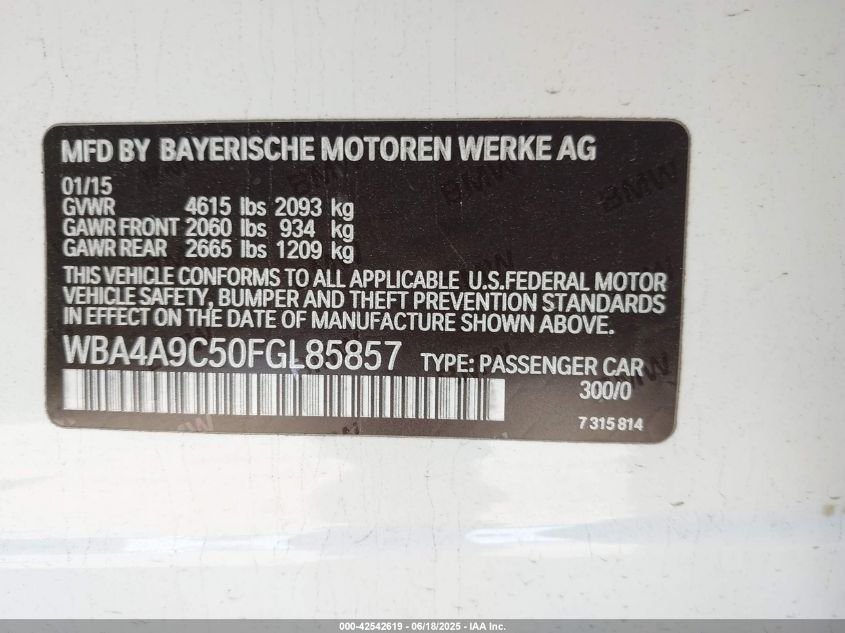 MFD BY BAYERISCHE MOTOREN WERKE AG
01/15
GVWR 4615 lbs 2093 kg
GAWR FRONT 2060 lbs 934 kg
GAWR REAR 2665 lbs 1209 kg
THIS VEHICLE CONFORMS TO ALL APPLICABLE U.S.FEDERAL MOTOR
VEHICLE SAFETY, BUMPER AND THEFT PREVENTION STANDARDS
IN EFFECT ON THE DATE OF MANUFACTURE SHOWN ABOVE.
WBA4A9C50FGL85857 TYPE: PASSENGER CAR
300/0
7 315 814
000-42542619 - 06/18/2025 - IAA Inc.